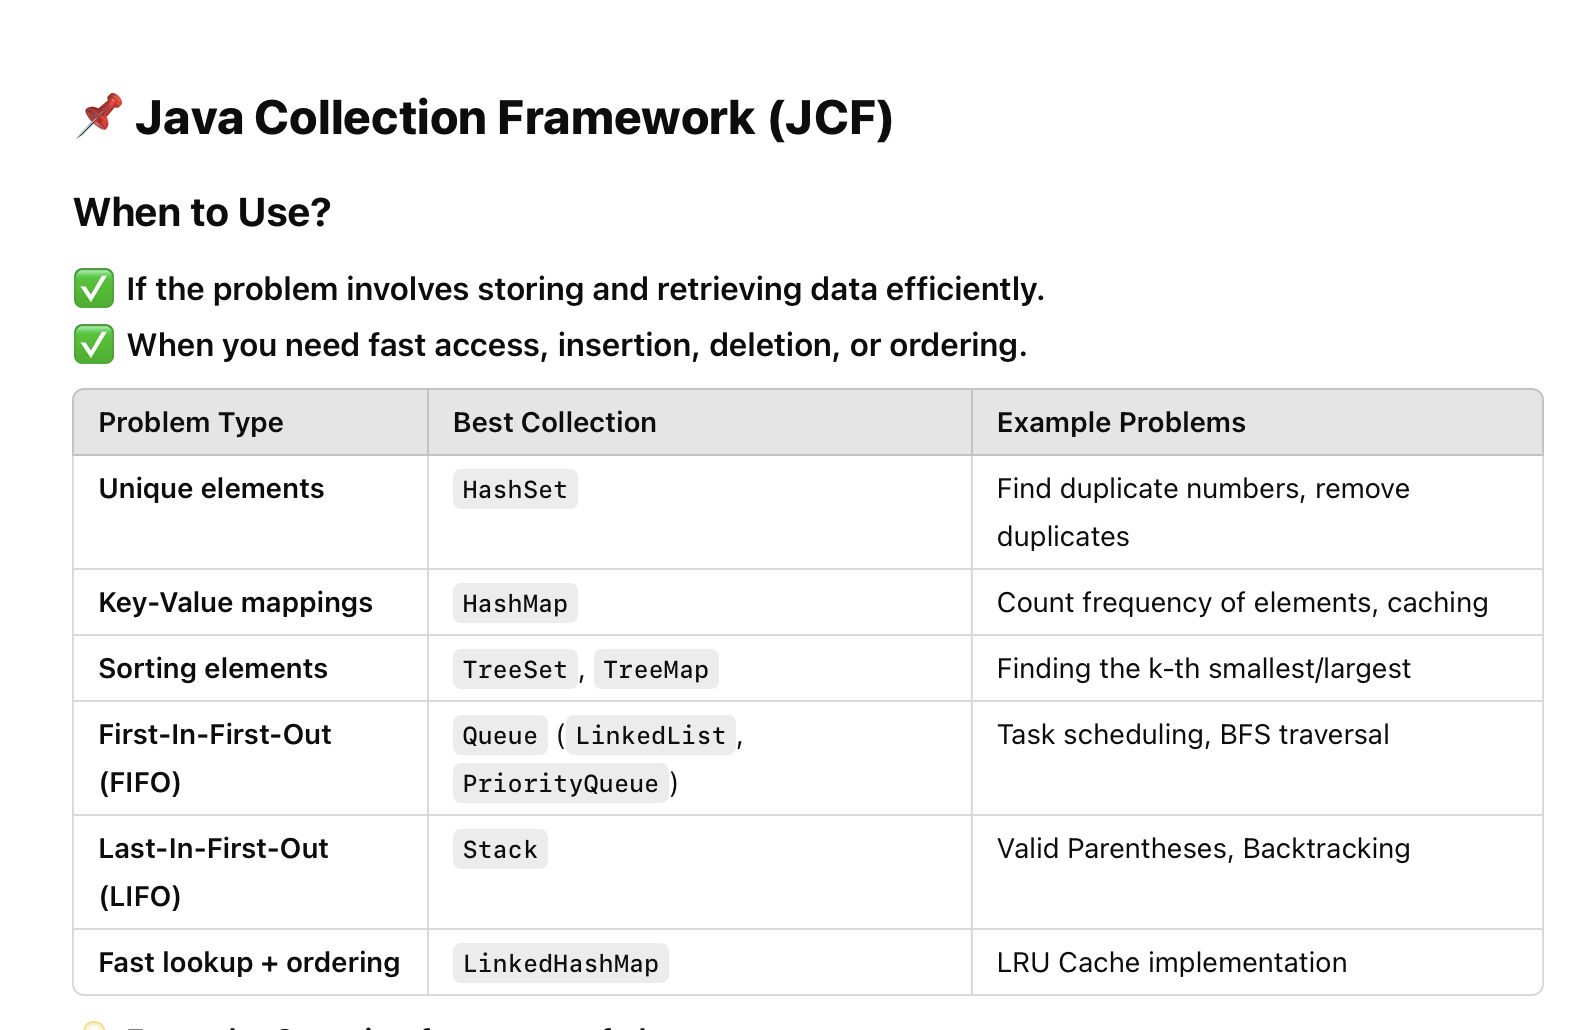 📌 Java Collection Framework (JCF)
When to Use?
✅ If the problem involves storing and retrieving data efficiently.
✅ When you need fast access, insertion, deletion, or ordering.
Problem Type Best Collection Example Problems
Unique elements HashSet Find duplicate numbers, remove
duplicates
Key-Value mappings HashMap Count frequency of elements, caching
Sorting elements TreeSet, TreeMap Finding the k-th smallest/largest
First-In-First-Out Queue (LinkedList, Task scheduling, BFS traversal
(FIFO) PriorityQueue)
Last-In-First-Out Stack Valid Parentheses, Backtracking
(LIFO)
Fast lookup + ordering LinkedHashMap LRU Cache implementation